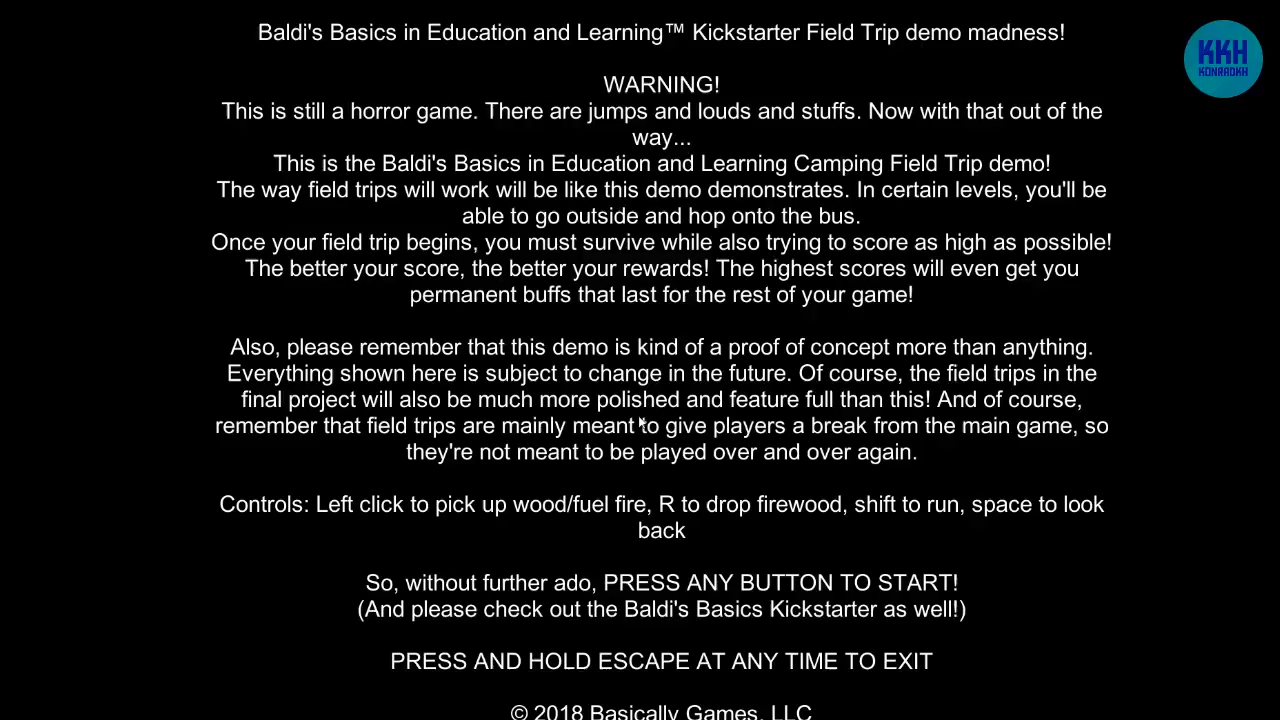 Baldi's Basics in Education and Learning™ Kickstarter Field Trip demo madness!
KKH
KONRADKH
WARNING!
This is still a horror game. There are jumps and louds and stuffs. Now with that out of the
way...
This is the Baldi's Basics in Education and Learning Camping Field Trip demo!
The way field trips will work will be like this demo demonstrates. In certain levels, you'll be
able to go outside and hop onto the bus.
Once your field trip begins, you must survive while also trying to score as high as possible!
The better your score, the better your rewards! The highest scores will even get you
permanent buffs that last for the rest of your game!
Also, please remember that this demo is kind of a proof of concept more than anything.
Everything shown here is subject to change in the future. Of course, the field trips in the
final project will also be much more polished and feature full than this! And of course,
remember that field trips are mainly meant to give players a break from the main game, so
they're not meant to be played over and over again.
Controls: Left click to pick up wood/fuel fire, R to drop firewood, shift to run, space to look
back
So, without further ado, PRESS ANY BUTTON TO START!
(And please check out the Baldi's Basics Kickstarter as well!)
PRESS AND HOLD ESCAPE AT ANY TIME TO EXIT
© 2018 Basically Games, LLC